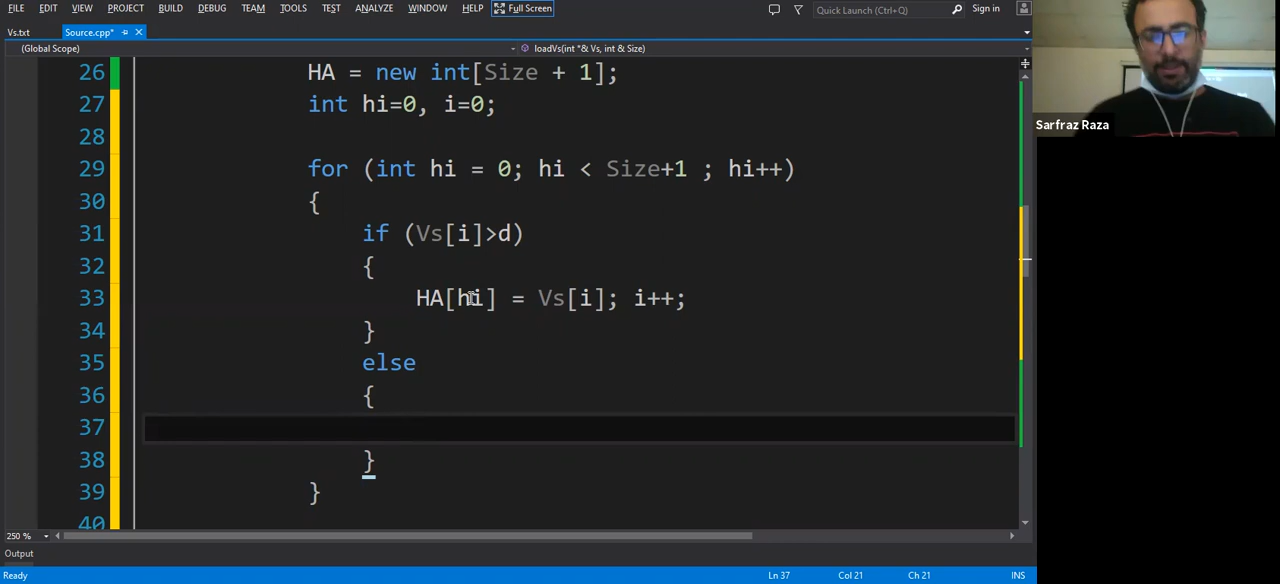 FILE EDIT VIEW PROJECT BUILD DEBUG TEAM TOOLS TEST ANALYZE WINDOW HELP Full Screen Quick Launch (Ctrl+Q) Sign in
Vs.txt Source.cpp*
(Global Scope) loadVs(int *& Vs, int & Size)
26 HA = new int[Size + 1];
27 int hi=0, i=0;
28
29 for (int hi = 0; hi < Size+1 ; hi++)
30 {
31 if (Vs[i]>d)
32 {
33 HA[hi] = Vs[i]; i++;
34 }
35 else
36 {
37
38 }
39 }
40
250 %
Output
Ready Ln 37 Col 21 Ch 21 INS
Sarfraz Raza